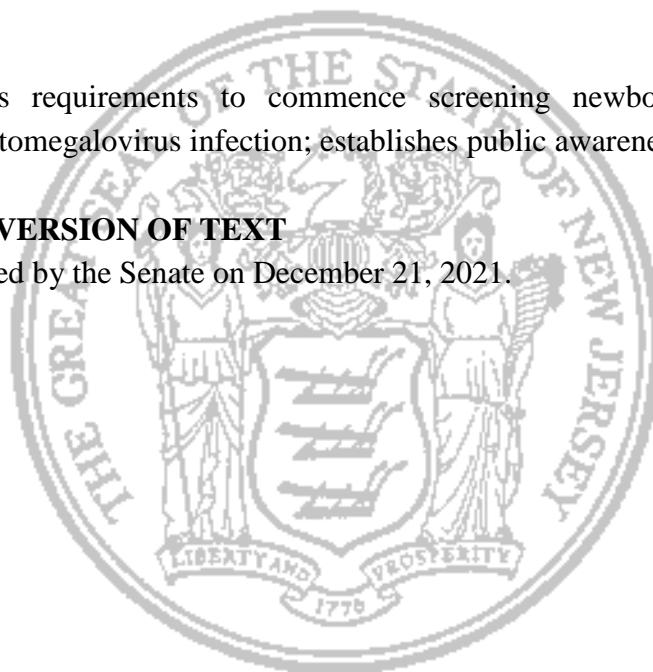 s requirements to commence screening newbo
tomegalovirus infection; establishes public awarene
VERSION OF TEXT
ed by the Senate on December 21, 2021.
THE GREAT SEAL OF THE STATE OF NEW JERSEY
LIBERTY AND PROSPERITY
1776